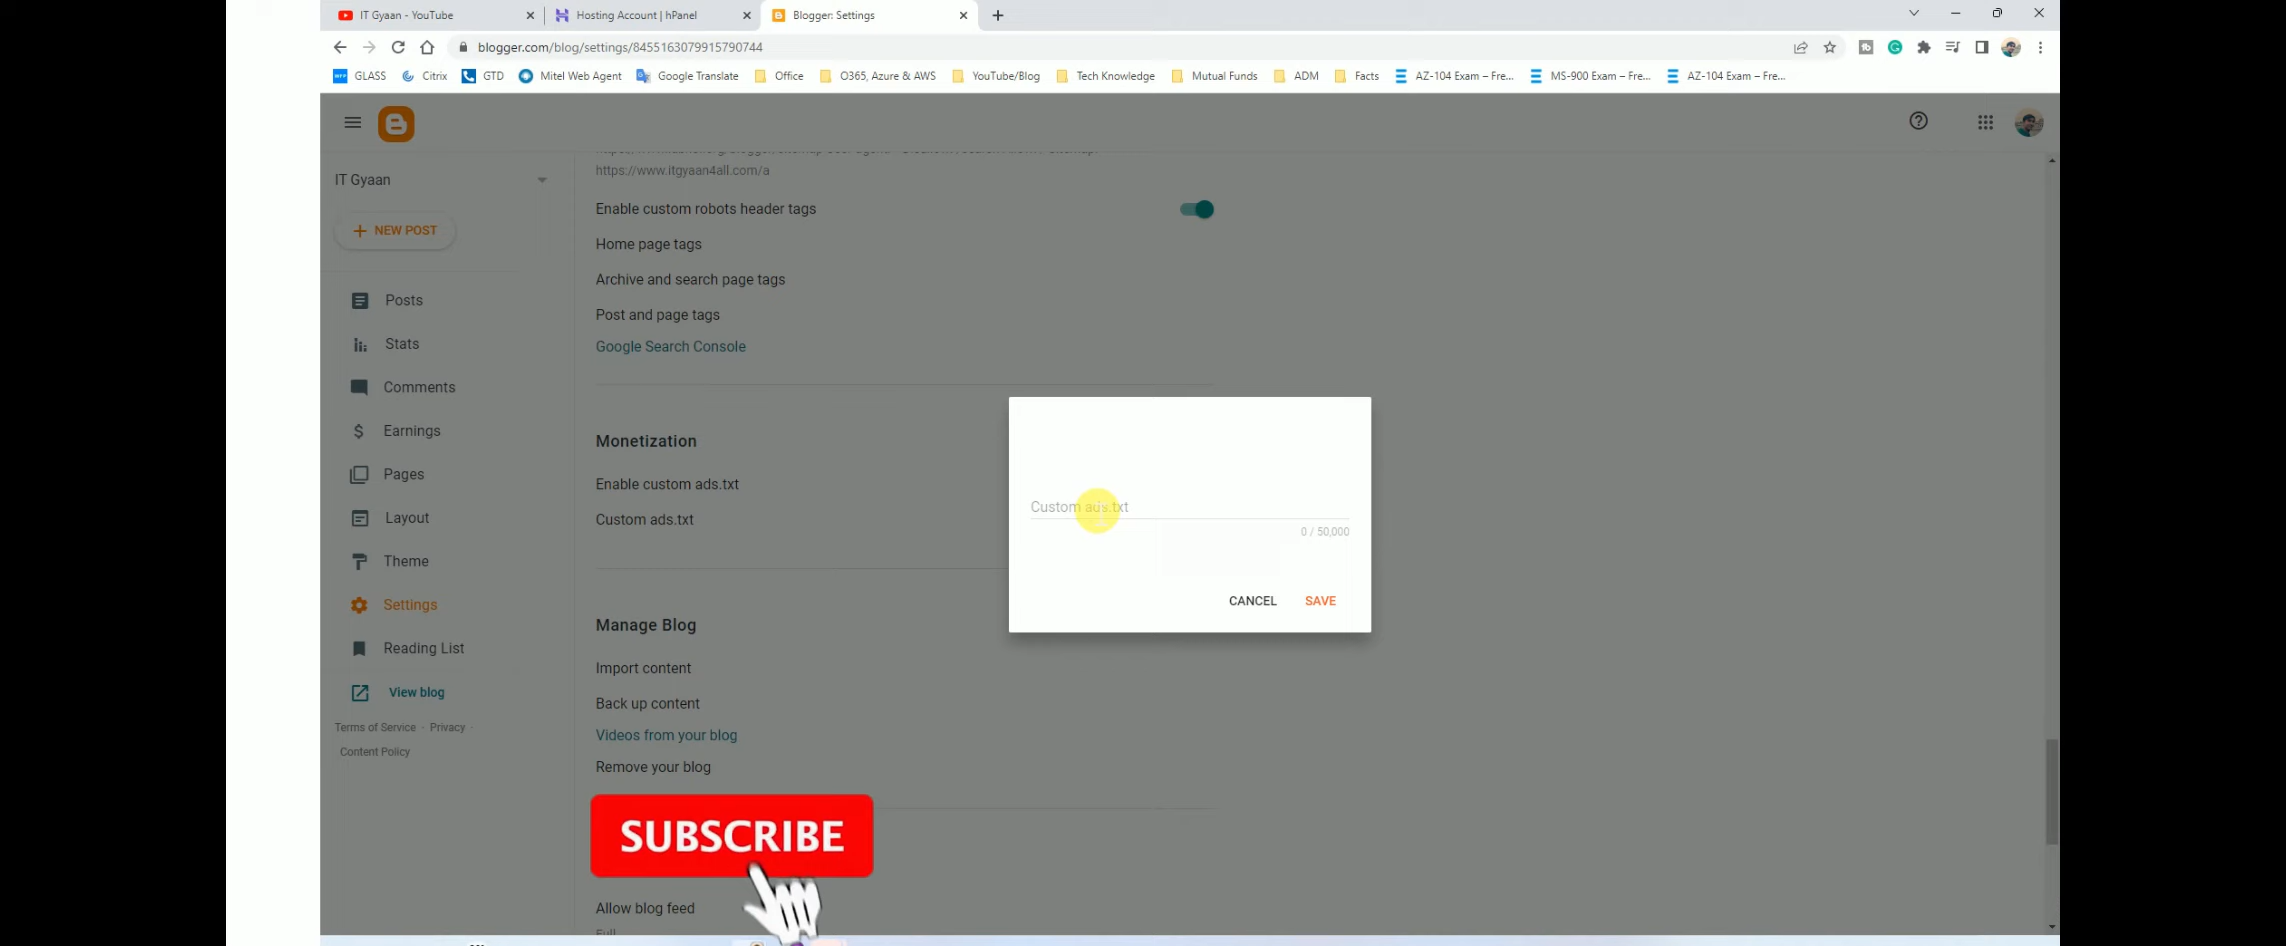 IT Gyaan - YouTube
Hosting Account | hPanel
Blogger: Settings
blogger.com/blog/settings/8455163079915790744
GLASS
Citrix
GTD
Mitel Web Agent
Google Translate
Office
O365, Azure & AWS
YouTube/Blog
Tech Knowledge
Mutual Funds
ADM
Facts
AZ-104 Exam – Fre...
MS-900 Exam – Fre...
AZ-104 Exam – Fre...
IT Gyaan
NEW POST
Posts
Stats
Comments
Earnings
Pages
Layout
Theme
Settings
Reading List
View blog
Terms of Service · Privacy ·
Content Policy
https://www.itgyaan4all.com/a
Enable custom robots header tags
Home page tags
Archive and search page tags
Post and page tags
Google Search Console
Monetization
Enable custom ads.txt
Custom ads.txt
Manage Blog
Import content
Back up content
Videos from your blog
Remove your blog
SUBSCRIBE
Allow blog feed
Full
Custom ads.txt
0 / 50,000
CANCEL
SAVE